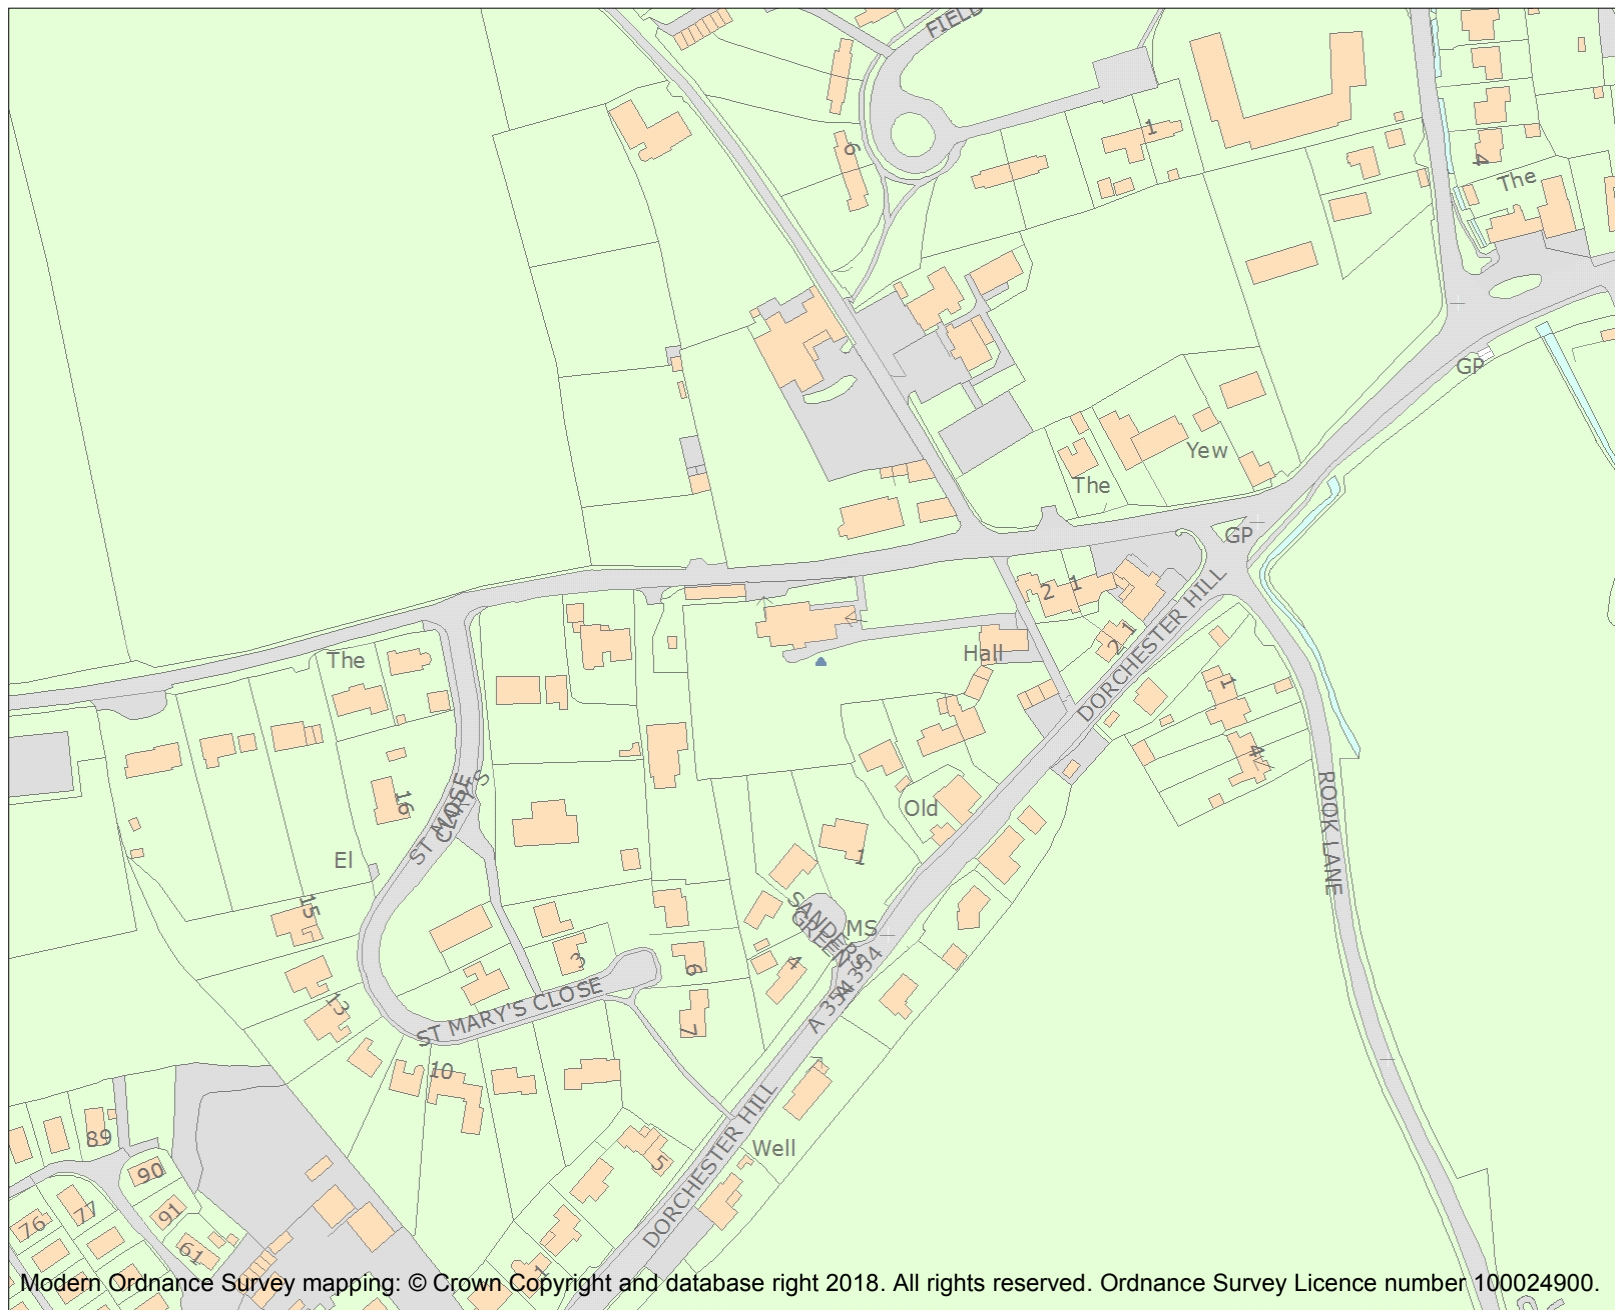 FIELD
6
1
4
The
GP
Yew
The
GP
2
1
DORCHESTER HILL
2
1
Hall
The
1
4
ST MARY'S
CLOSE
16
Old
ROOK LANE
El
1
15
SANDERS
GREEN
MS
4
3
6
13
A 354
A 354
ST MARY'S CLOSE
7
10
DORCHESTER HILL
Well
5
89
90
91
77
76
61
1
Modern Ordnance Survey mapping: © Crown Copyright and database right 2018. All rights reserved. Ordnance Survey Licence number 100024900.